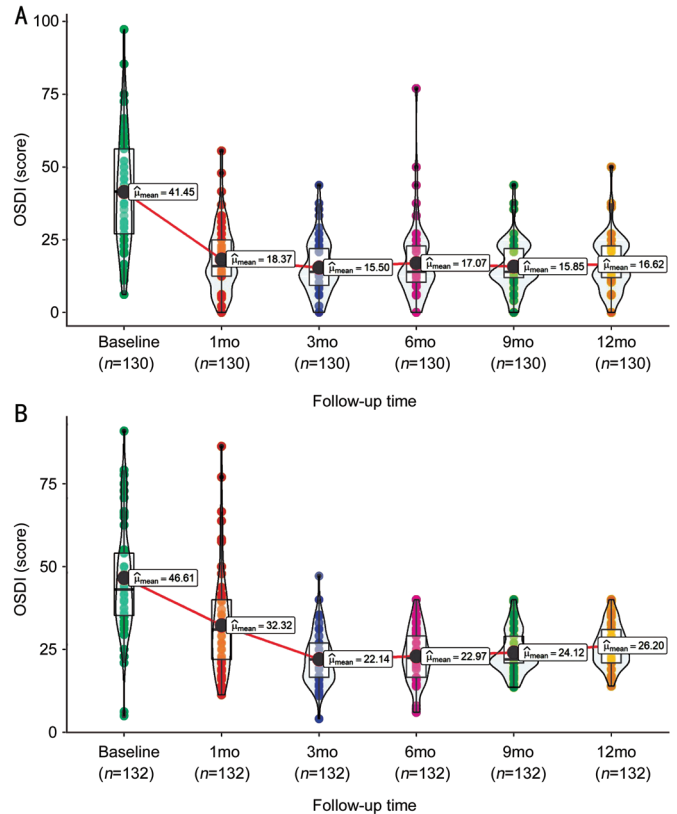 A
100
75
50
25
0
OSDI (score)
μ̂mean = 41.45
μ̂mean = 18.37
μ̂mean = 15.50
μ̂mean = 17.07
μ̂mean = 15.85
μ̂mean = 16.62
Baseline 1mo 3mo 6mo 9mo 12mo
(n=130) (n=130) (n=130) (n=130) (n=130) (n=130)
Follow-up time
B
75
50
25
0
OSDI (score)
μ̂mean = 46.61
μ̂mean = 32.32
μ̂mean = 22.14
μ̂mean = 22.97
μ̂mean = 24.12
μ̂mean = 26.20
Baseline 1mo 3mo 6mo 9mo 12mo
(n=132) (n=132) (n=132) (n=132) (n=132) (n=132)
Follow-up time